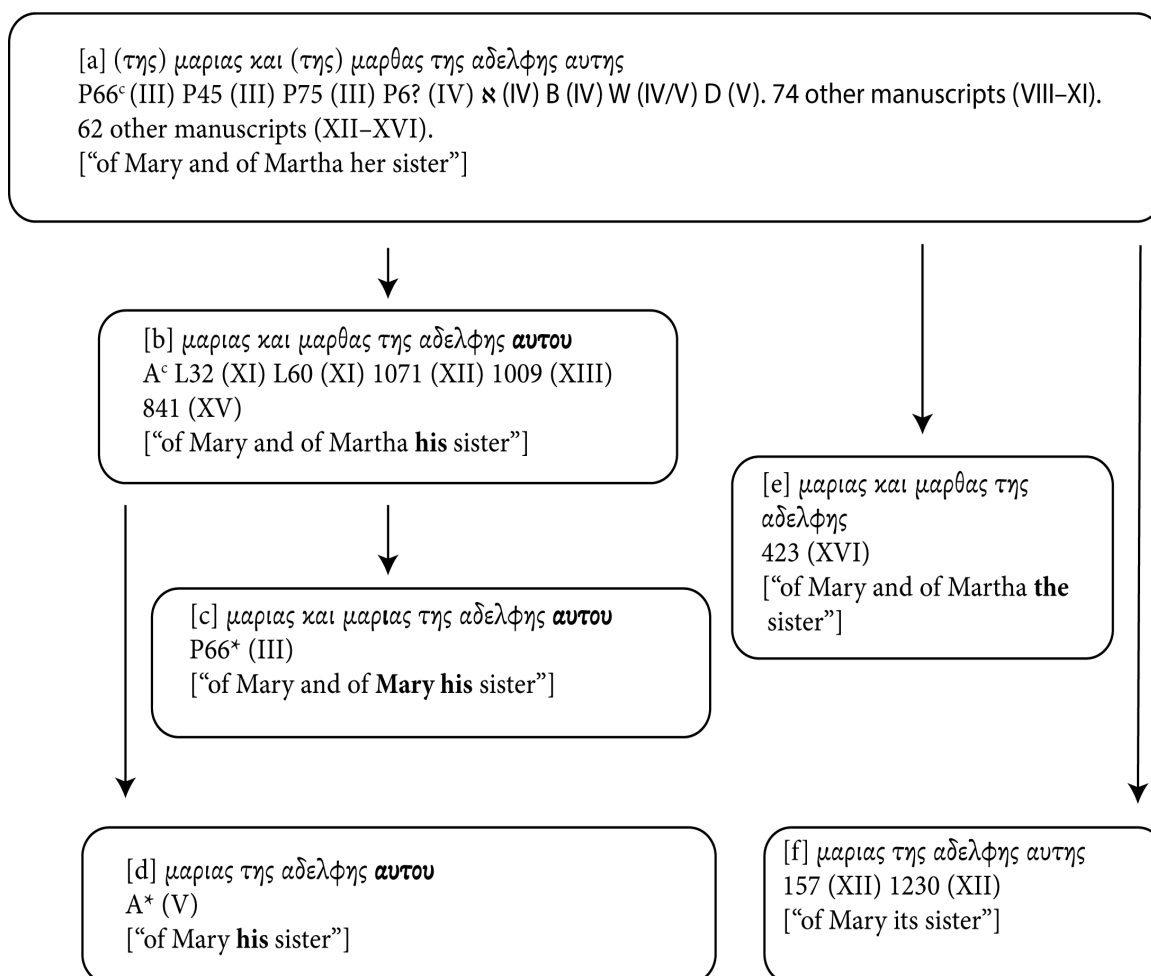 [a] (της) μαριας και (της) μαρθας της αδελφης αυτης
P66ᶜ (III) P45 (III) P75 (III) P6? (IV) א (IV) B (IV) W (IV/V) D (V). 74 other manuscripts (VIII–XI).
62 other manuscripts (XII–XVI).
[“of Mary and of Martha her sister”]
[b] μαριας και μαρθας της αδελφης αυτου
Aᶜ L32 (XI) L60 (XI) 1071 (XII) 1009 (XIII)
841 (XV)
[“of Mary and of Martha his sister”]
[e] μαριας και μαρθας της
αδελφης
423 (XVI)
[“of Mary and of Martha the
sister”]
[c] μαριας και μαριας της αδελφης αυτου
P66* (III)
[“of Mary and of Mary his sister”]
[d] μαριας της αδελφης αυτου
A* (V)
[“of Mary his sister”]
[f] μαριας της αδελφης αυτης
157 (XII) 1230 (XII)
[“of Mary its sister”]